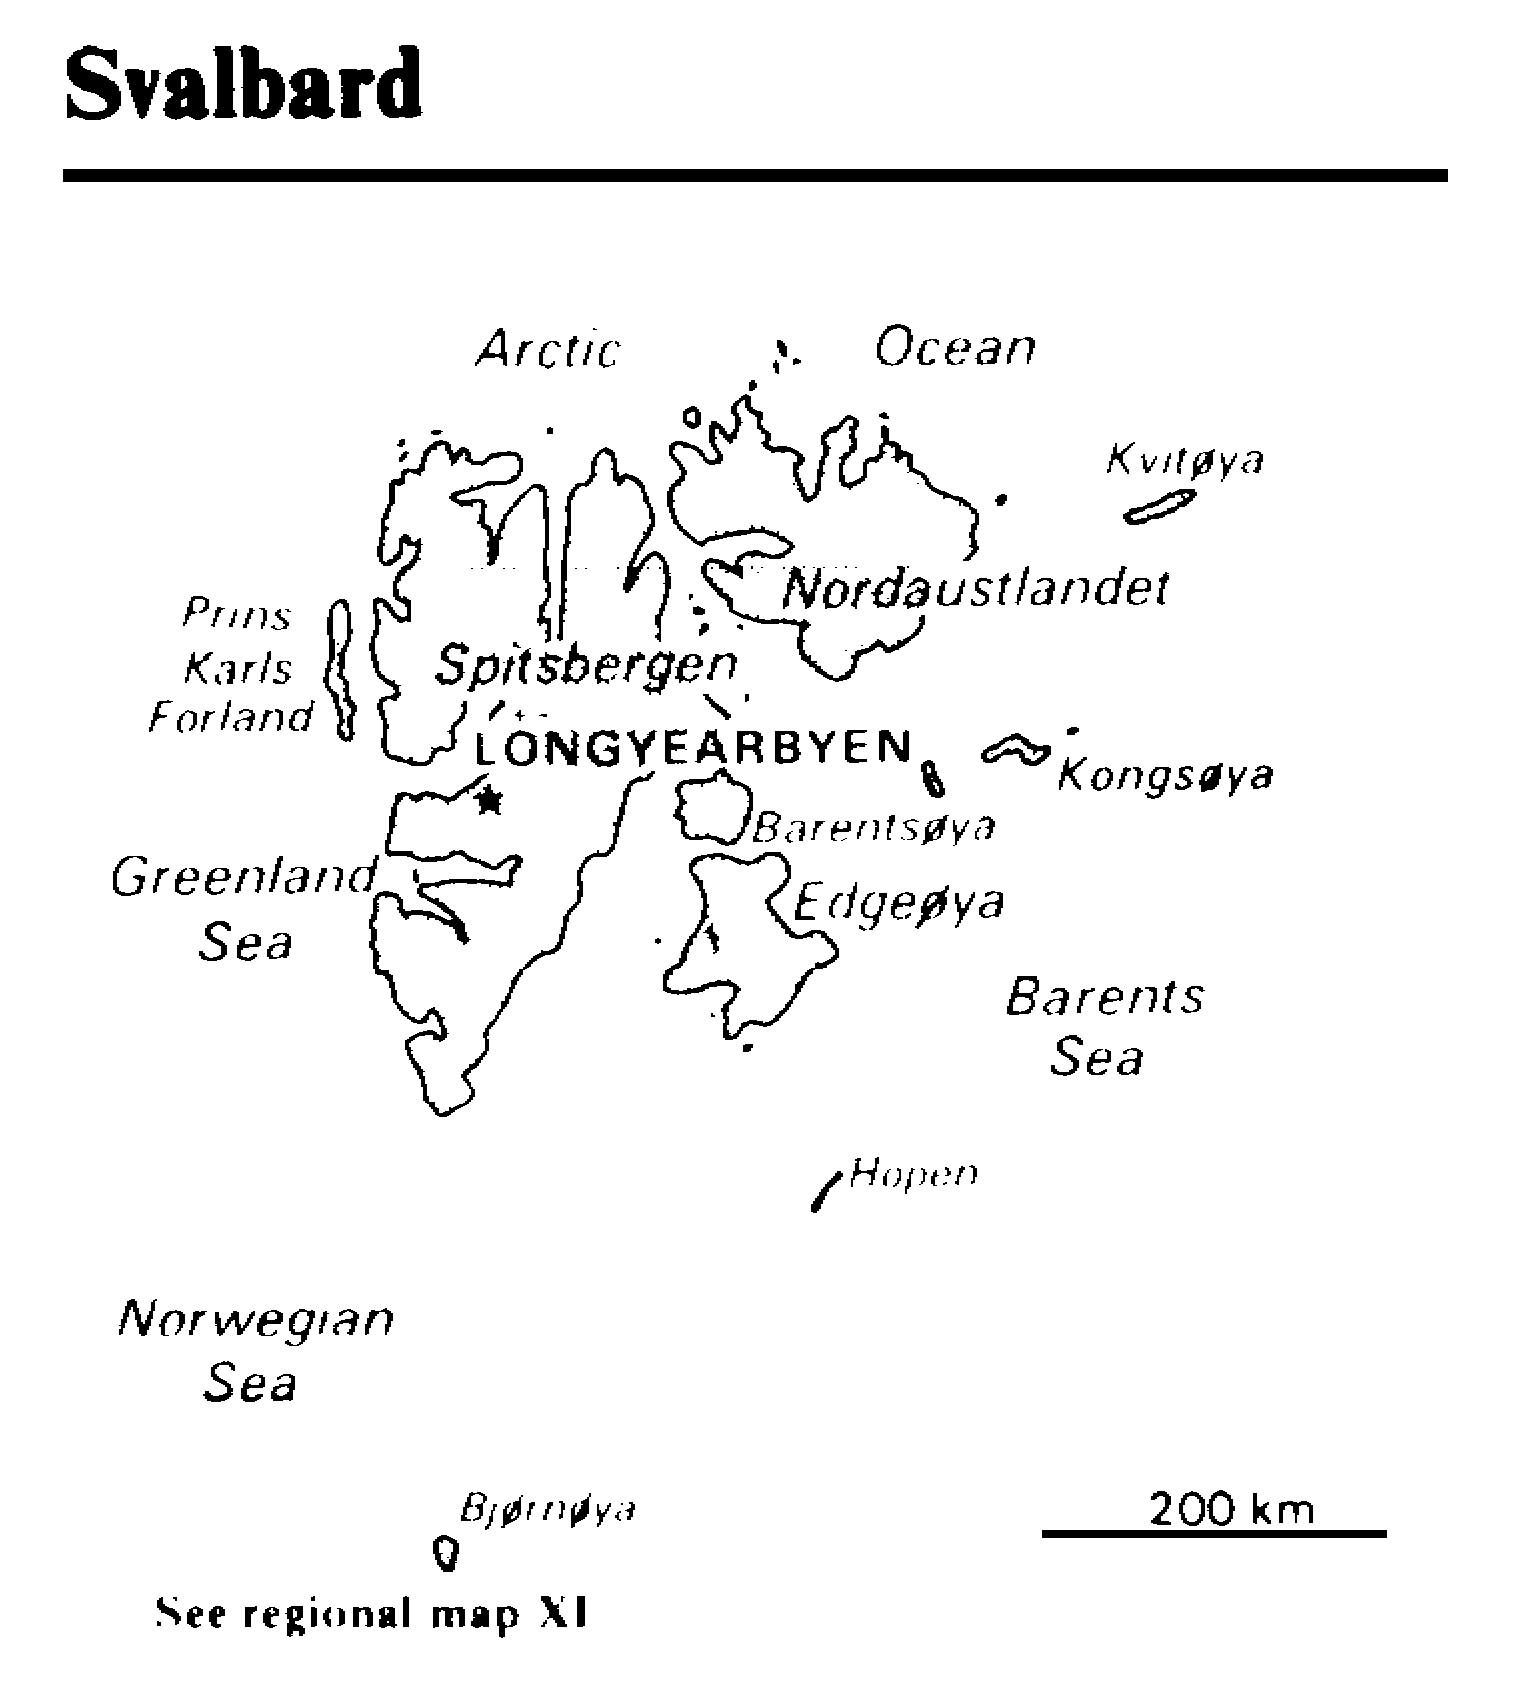 Svalbard
Arctic Ocean
Kvitøya
Nordaustlandet
Prins
Karls
Forland
Spitsbergen
LONGYEARBYEN
Kongsøya
Barentsøya
Greenland
Sea
Edgeøya
Barents
Sea
Hopen
Norwegian
Sea
Bjørnøya
200 km
See regional map XI